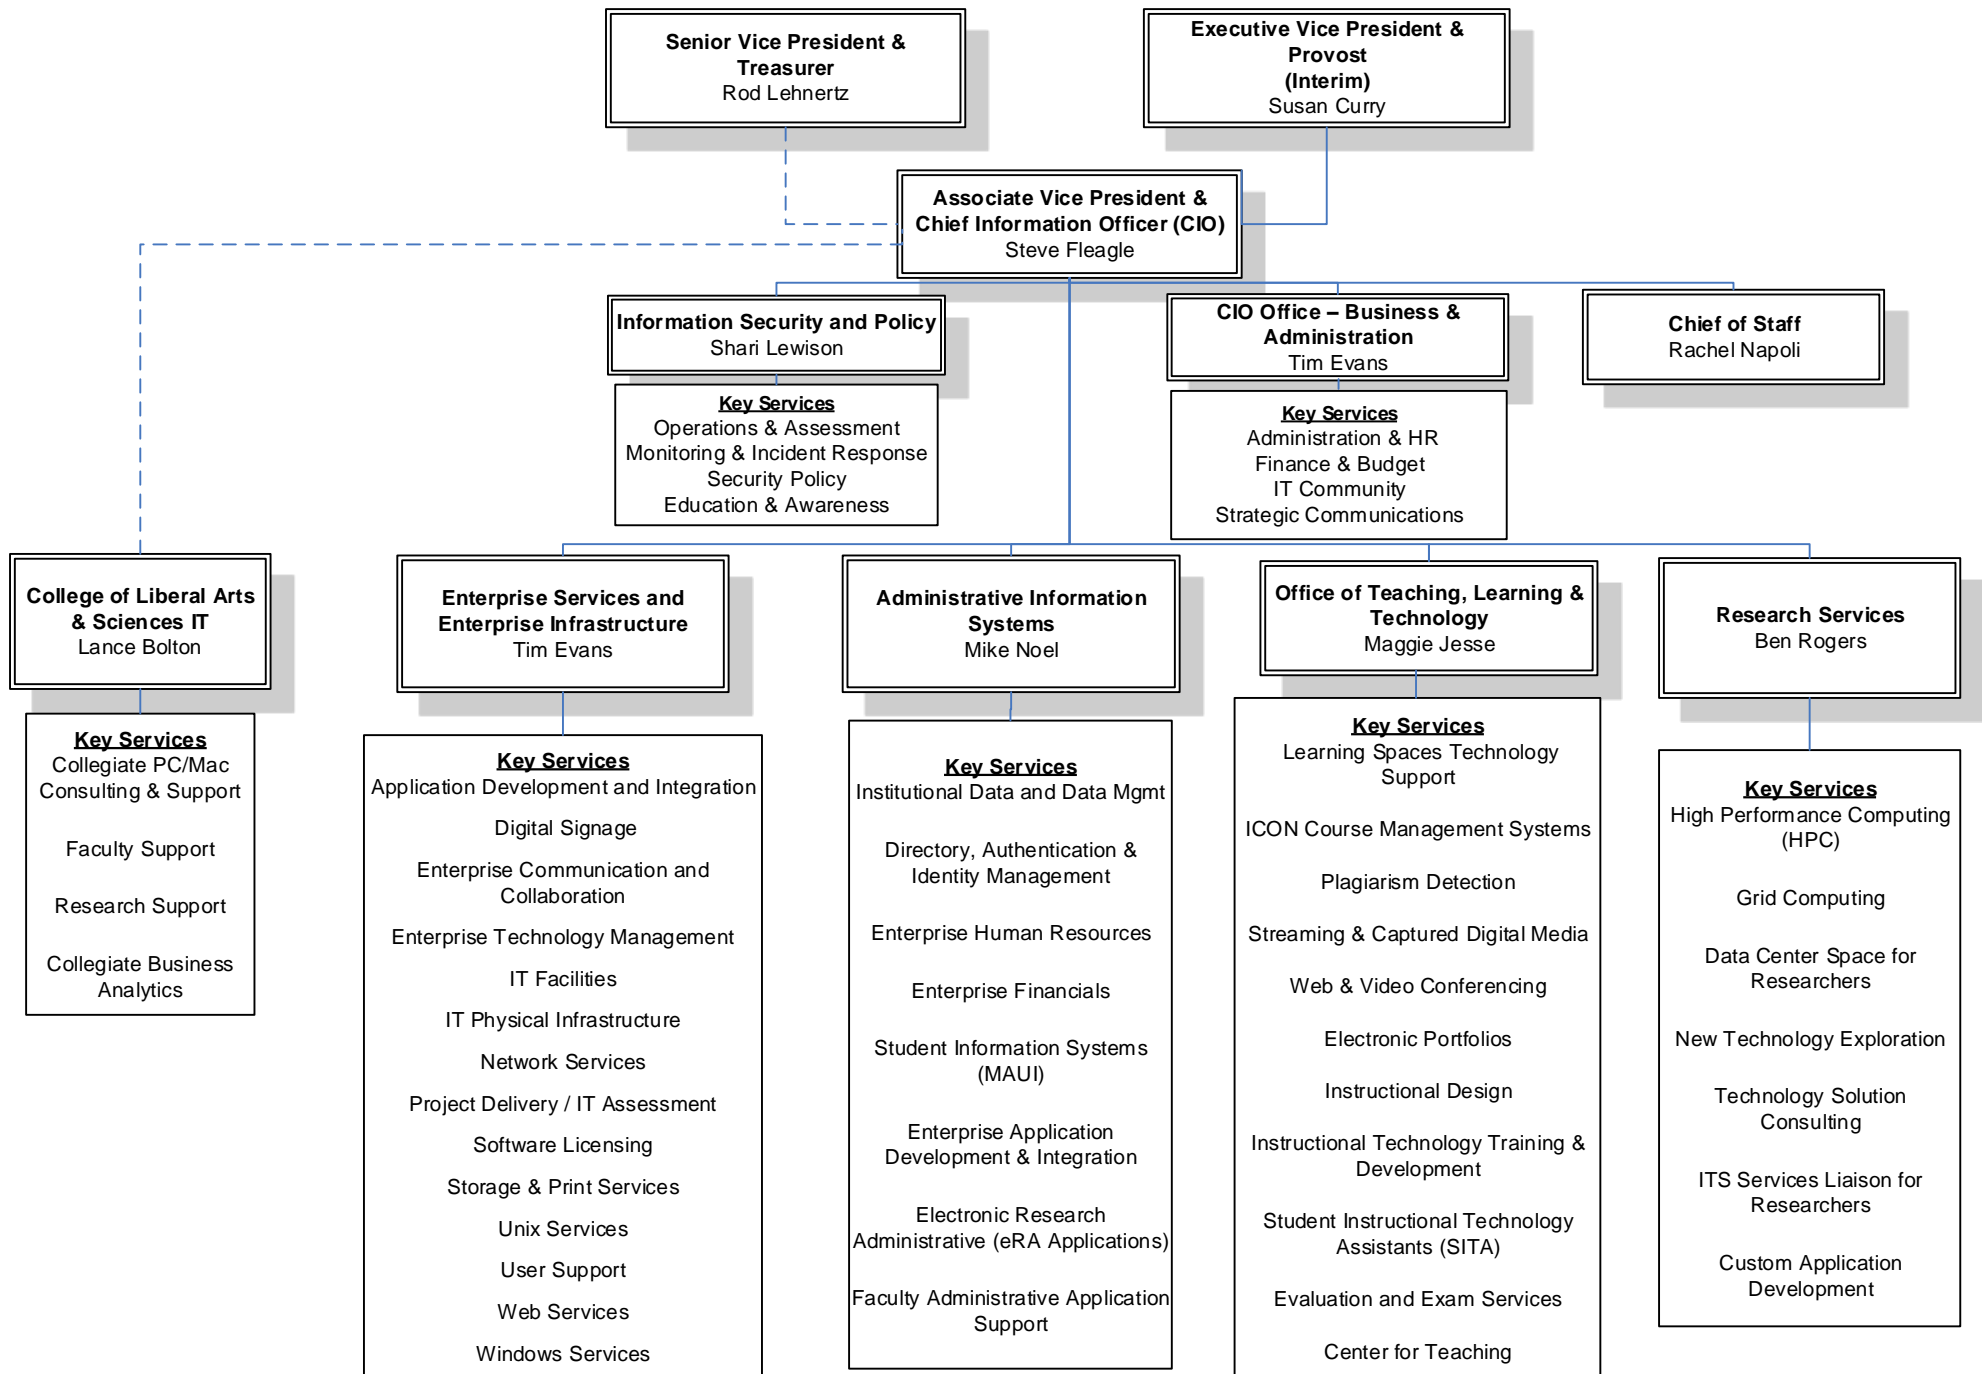 Senior Vice President &
Treasurer
Rod Lehnertz
Executive Vice President &
Provost
(Interim)
Susan Curry
Associate Vice President &
Chief Information Officer (CIO)
Steve Fleagle
Information Security and Policy
Shari Lewison
Key Services
Operations & Assessment
Monitoring & Incident Response
Security Policy
Education & Awareness
CIO Office – Business &
Administration
Tim Evans
Key Services
Administration & HR
Finance & Budget
IT Community
Strategic Communications
Chief of Staff
Rachel Napoli
College of Liberal Arts
& Sciences IT
Lance Bolton
Key Services
Collegiate PC/Mac
Consulting & Support
Faculty Support
Research Support
Collegiate Business
Analytics
Enterprise Services and
Enterprise Infrastructure
Tim Evans
Key Services
Application Development and Integration
Digital Signage
Enterprise Communication and
Collaboration
Enterprise Technology Management
IT Facilities
IT Physical Infrastructure
Network Services
Project Delivery / IT Assessment
Software Licensing
Storage & Print Services
Unix Services
User Support
Web Services
Windows Services
Administrative Information
Systems
Mike Noel
Key Services
Institutional Data and Data Mgmt
Directory, Authentication &
Identity Management
Enterprise Human Resources
Enterprise Financials
Student Information Systems
(MAUI)
Enterprise Application
Development & Integration
Electronic Research
Administrative (eRA Applications)
Faculty Administrative Application
Support
Office of Teaching, Learning &
Technology
Maggie Jesse
Key Services
Learning Spaces Technology
Support
ICON Course Management Systems
Plagiarism Detection
Streaming & Captured Digital Media
Web & Video Conferencing
Electronic Portfolios
Instructional Design
Instructional Technology Training &
Development
Student Instructional Technology
Assistants (SITA)
Evaluation and Exam Services
Center for Teaching
Research Services
Ben Rogers
Key Services
High Performance Computing
(HPC)
Grid Computing
Data Center Space for
Researchers
New Technology Exploration
Technology Solution
Consulting
ITS Services Liaison for
Researchers
Custom Application
Development